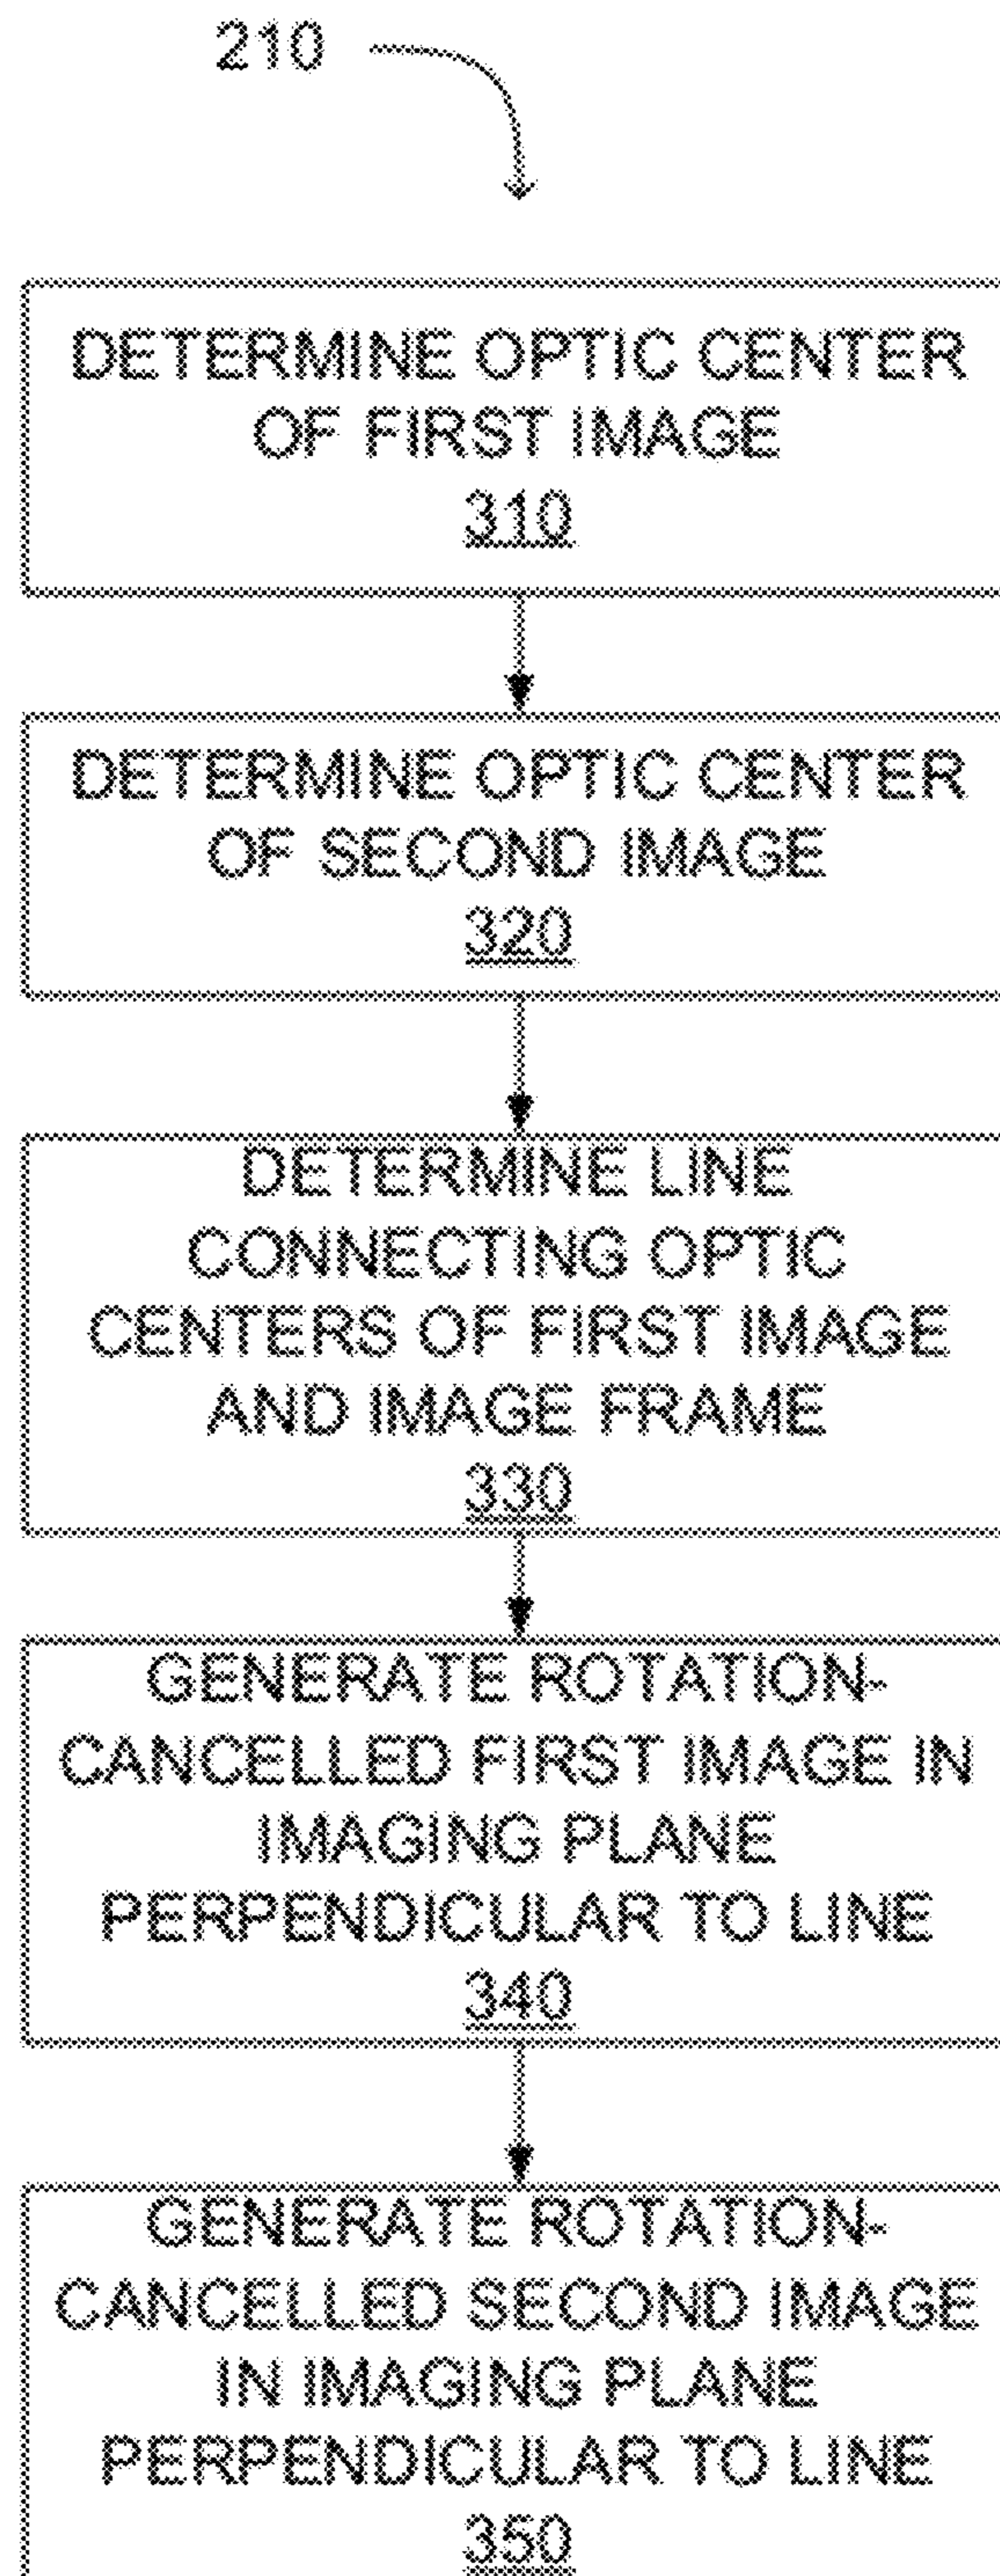 210
DETERMINE OPTIC CENTER
OF FIRST IMAGE
310
DETERMINE OPTIC CENTER
OF SECOND IMAGE
320
DETERMINE LINE
CONNECTING OPTIC
CENTERS OF FIRST IMAGE
AND IMAGE FRAME
330
GENERATE ROTATION-
CANCELLED FIRST IMAGE IN
IMAGING PLANE
PERPENDICULAR TO LINE
340
GENERATE ROTATION-
CANCELLED SECOND IMAGE
IN IMAGING PLANE
PERPENDICULAR TO LINE
350